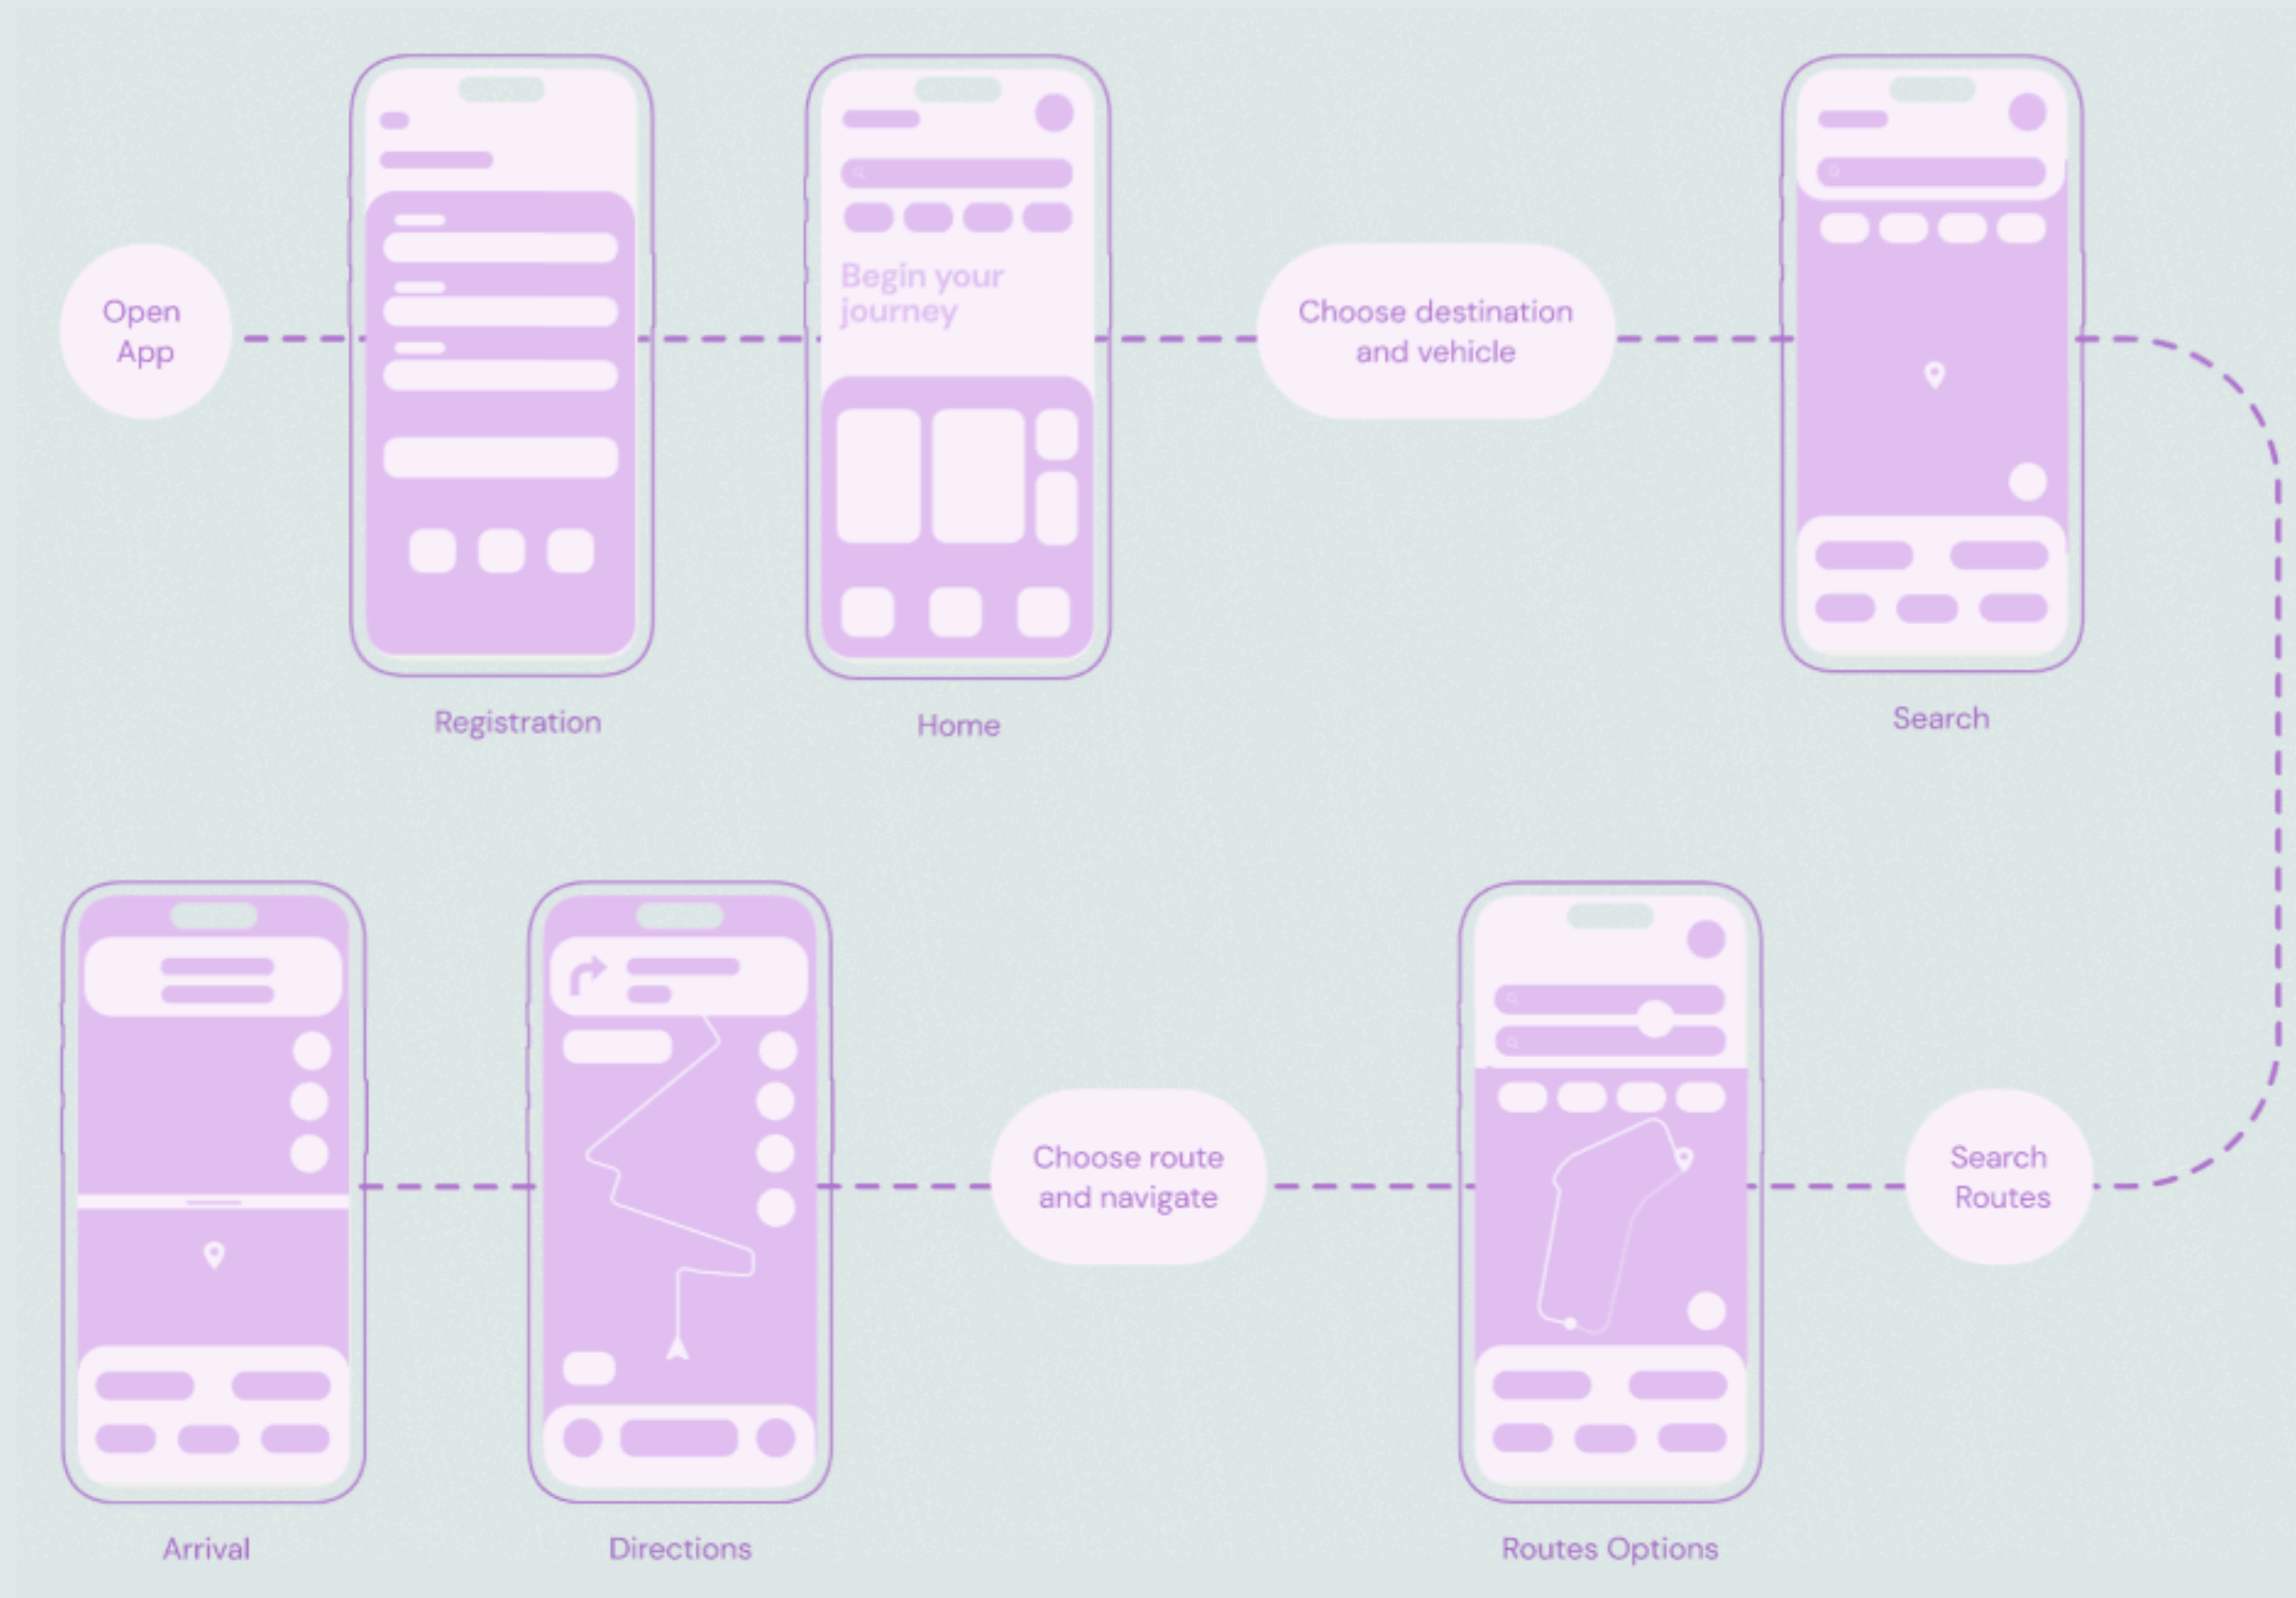 Open
App
Begin your
journey
Choose destination
and vehicle
Registration
Home
Search
Search
Routes
Choose route
and navigate
Routes Options
Directions
Arrival